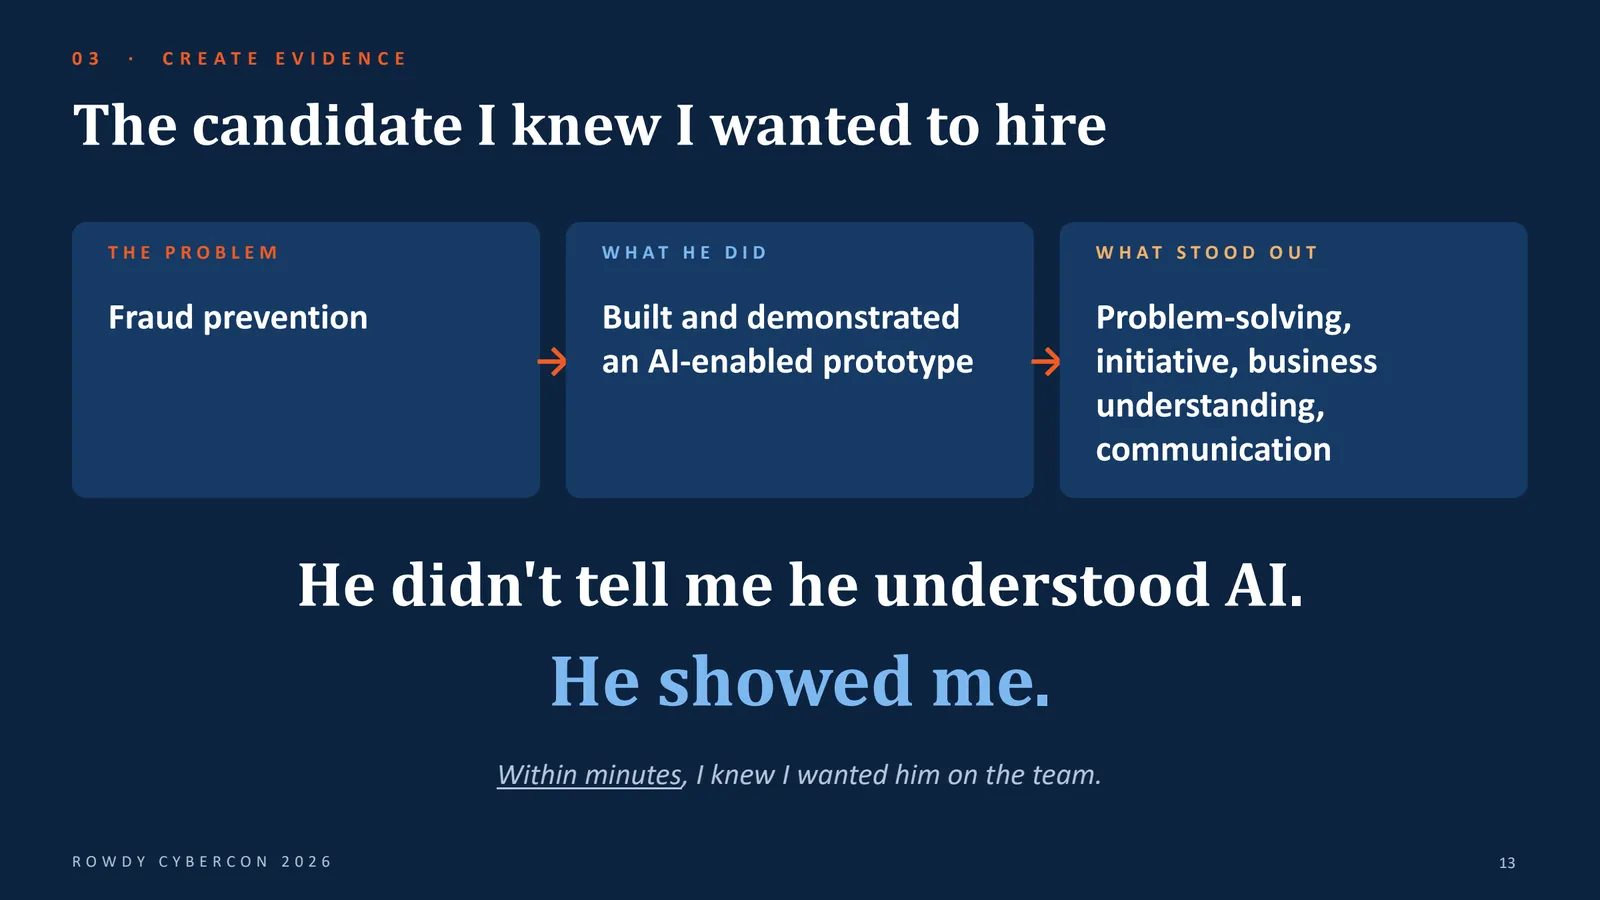 03 · CREATE EVIDENCE
The candidate I knew I wanted to hire
THE PROBLEM
Fraud prevention
→
WHAT HE DID
Built and demonstrated
an AI-enabled prototype
→
WHAT STOOD OUT
Problem-solving,
initiative, business
understanding,
communication
He didn't tell me he understood AI.
He showed me.
Within minutes, I knew I wanted him on the team.
ROWDY CYBERCON 2026
13